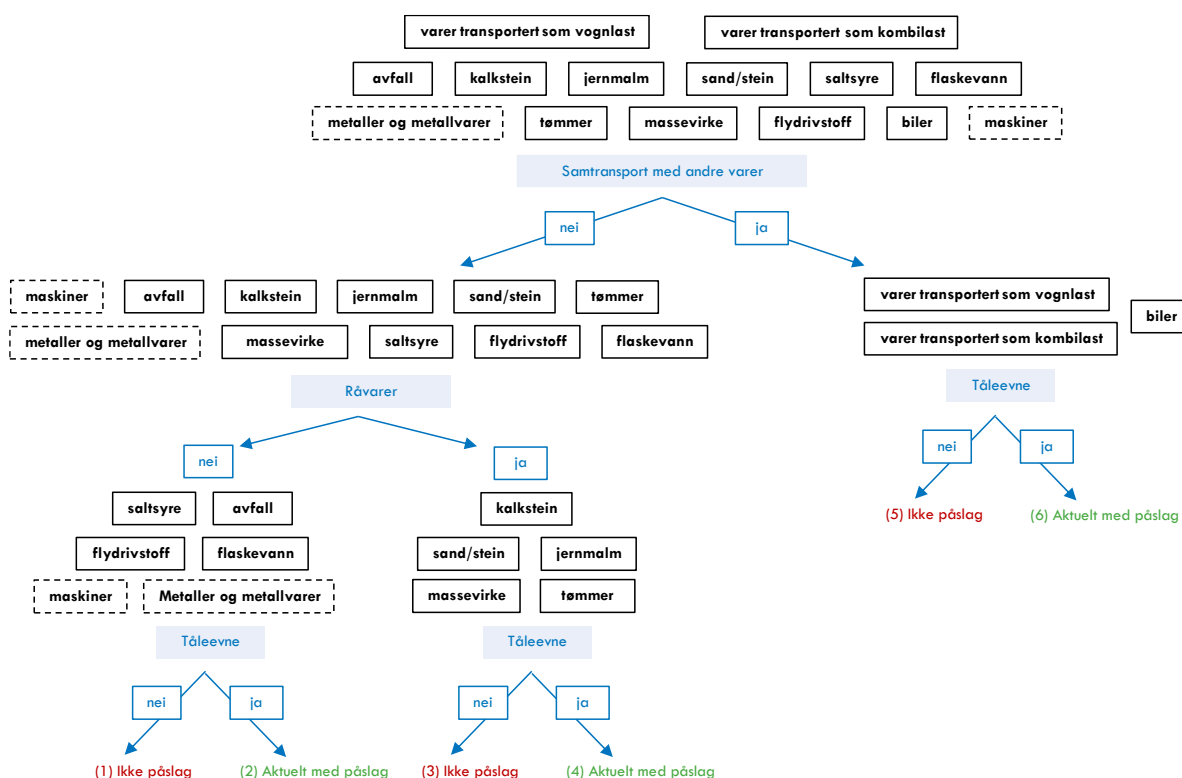 varer transportert som vognlast
varer transportert som kombilast
avfall
kalkstein
jernmalm
sand/stein
saltsyre
flaskevann
metaller og metallvarer
tømmer
massevirke
flydrivstoff
biler
maskiner
Samtransport med andre varer
nei
ja
maskiner
avfall
kalkstein
jernmalm
sand/stein
tømmer
metaller og metallvarer
massevirke
saltsyre
flydrivstoff
flaskevann
varer transportert som vognlast
biler
varer transportert som kombilast
Råvarer
Tåleevne
nei
ja
nei
ja
(5) Ikke påslag
(6) Aktuelt med påslag
saltsyre
avfall
flydrivstoff
flaskevann
maskiner
Metaller og metallvarer
kalkstein
sand/stein
jernmalm
massevirke
tømmer
Tåleevne
Tåleevne
nei
ja
nei
ja
(1) Ikke påslag
(2) Aktuelt med påslag
(3) Ikke påslag
(4) Aktuelt med påslag